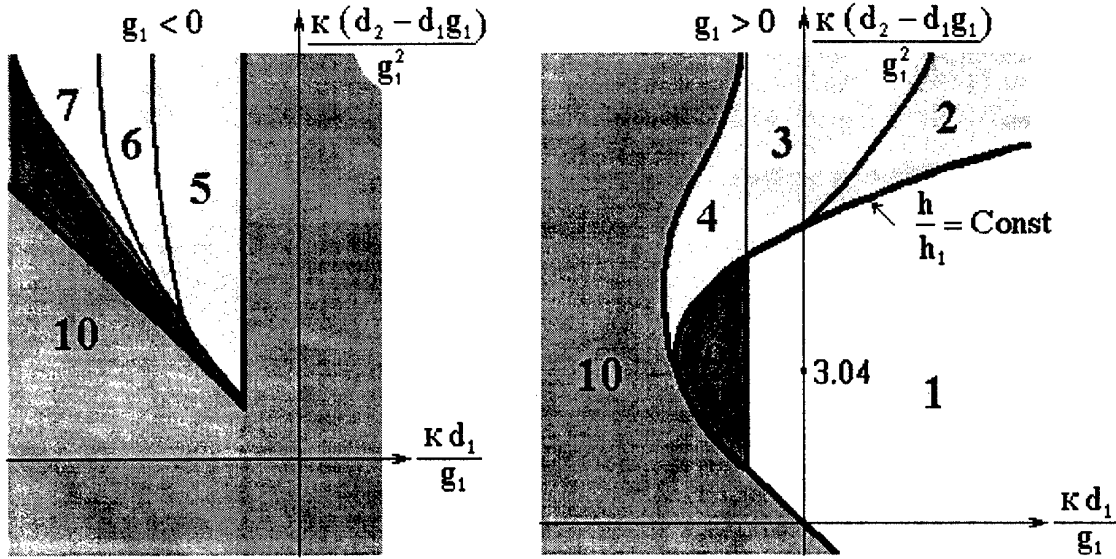 g₁ < 0
κ (d₂ − d₁g₁)
g₁²
7
6
5
10
κ d₁
g₁
g₁ > 0
κ (d₂ − d₁g₁)
g₁²
2
3
4
h
h₁ = Const
10
3.04
1
κ d₁
g₁